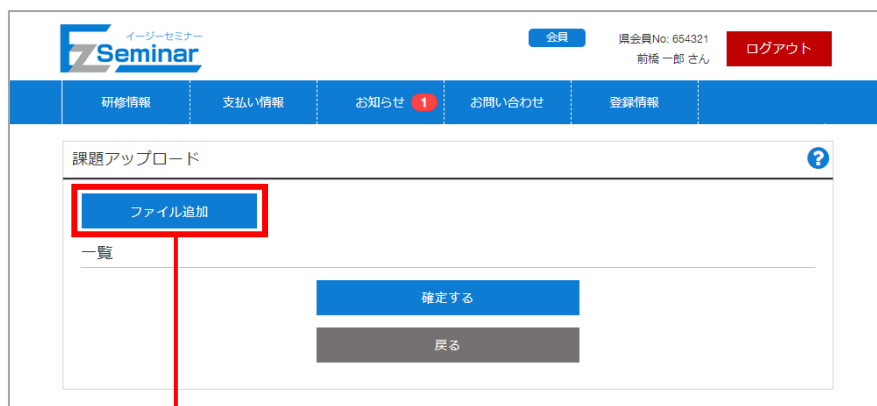 イージーセミナー
EZSeminar
会員
県会員No: 654321
前橋 一郎 さん
ログアウト
研修情報 支払い情報 お知らせ 1 お問い合わせ 登録情報
課題アップロード ?
ファイル追加
一覧
確定する
戻る